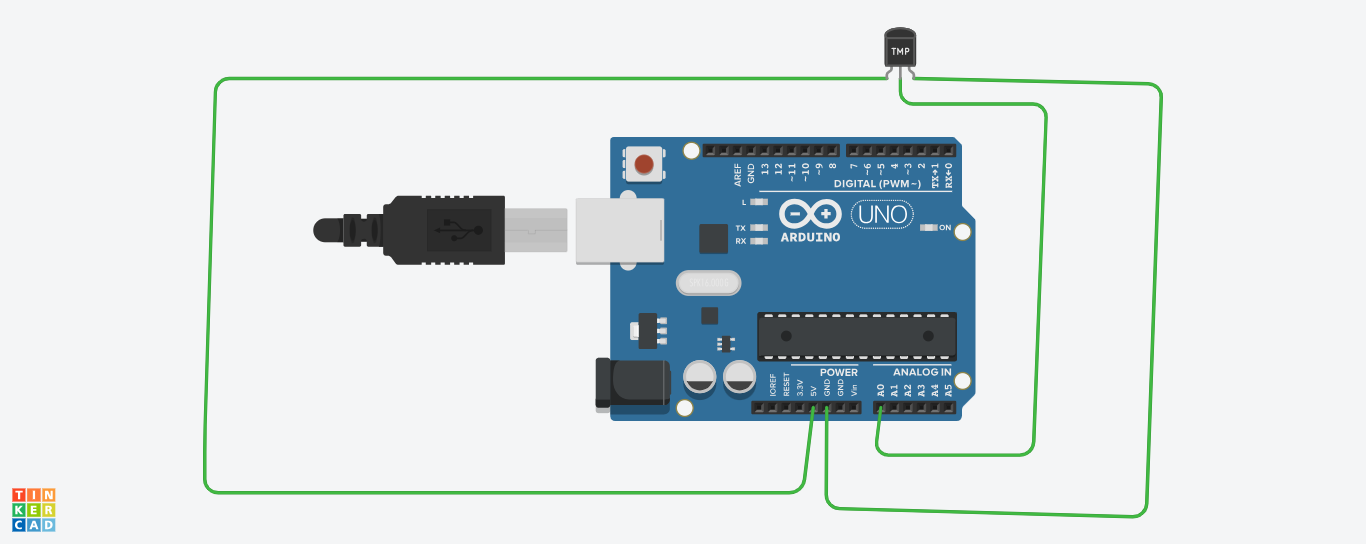 TMP
AREF
GND
13
12
~11
~10
~9
8
7
~6
~5
4
~3
2
TX→1
RX←0
DIGITAL (PWM~)
L
TX
RX
ARDUINO
UNO
ON
POWER
ANALOG IN
IOREF
RESET
3.3V
5V
GND
GND
Vin
A0
A1
A2
A3
A4
A5
TIN
KER
CAD